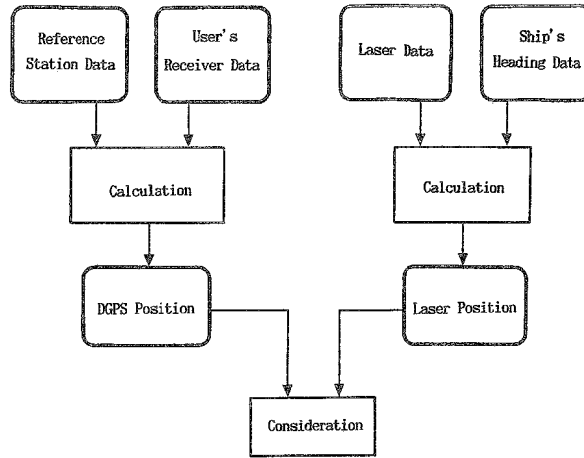 Reference
Station Data
User's
Receiver Data
Laser Data
Ship's
Heading Data
Calculation
Calculation
DGPS Position
Laser Position
Consideration